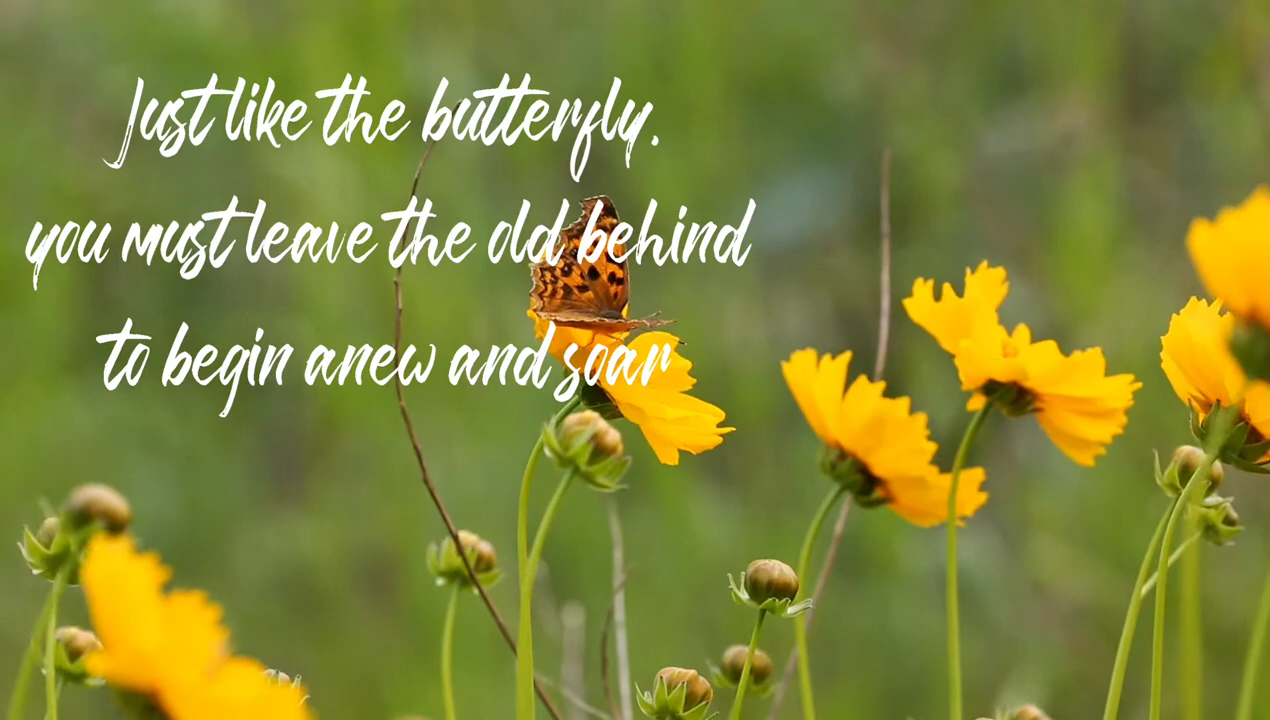 Just like the butterfly.
you must leave the old behind
to begin anew and soar